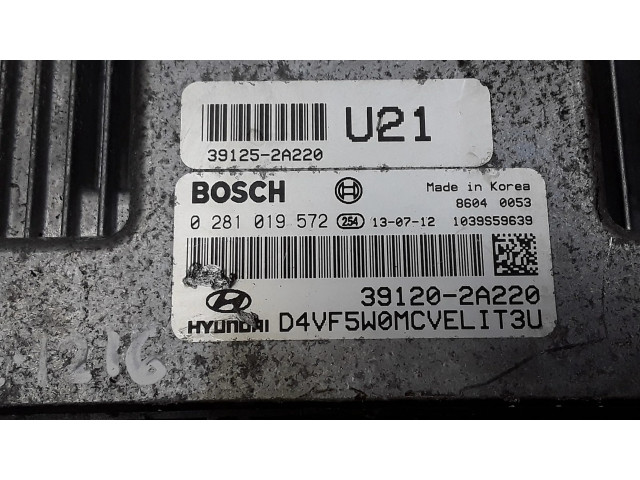 U21
39125-2A220
BOSCH Made in Korea
8604 0053
0 281 019 572 254 13-07-12 1039S59639
39120-2A220
HYUNDAI D4VF5W0MCVELIT3U
1216